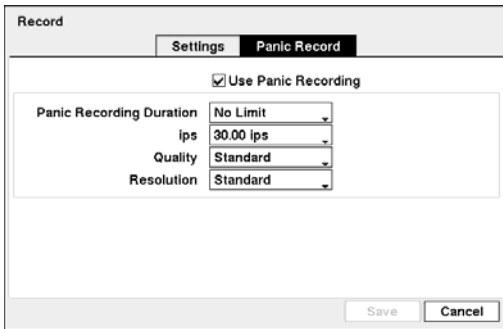 Record
Settings Panic Record
Use Panic Recording
Panic Recording Duration No Limit
ips 30.00 ips
Quality Standard
Resolution Standard
Save Cancel